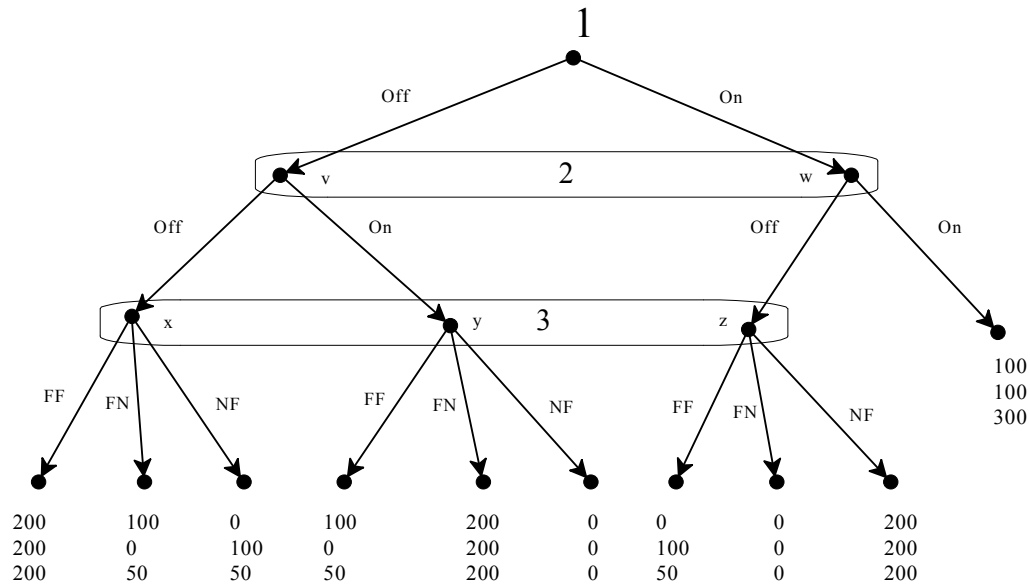 1
Off On
v 2 w
Off On Off On
x y 3 z
100
100
300
FF FN NF FF FN NF FF FN NF
200 100 0 100 200 0 0 0 200
200 0 100 0 200 0 100 0 200
200 50 50 50 200 0 50 0 200